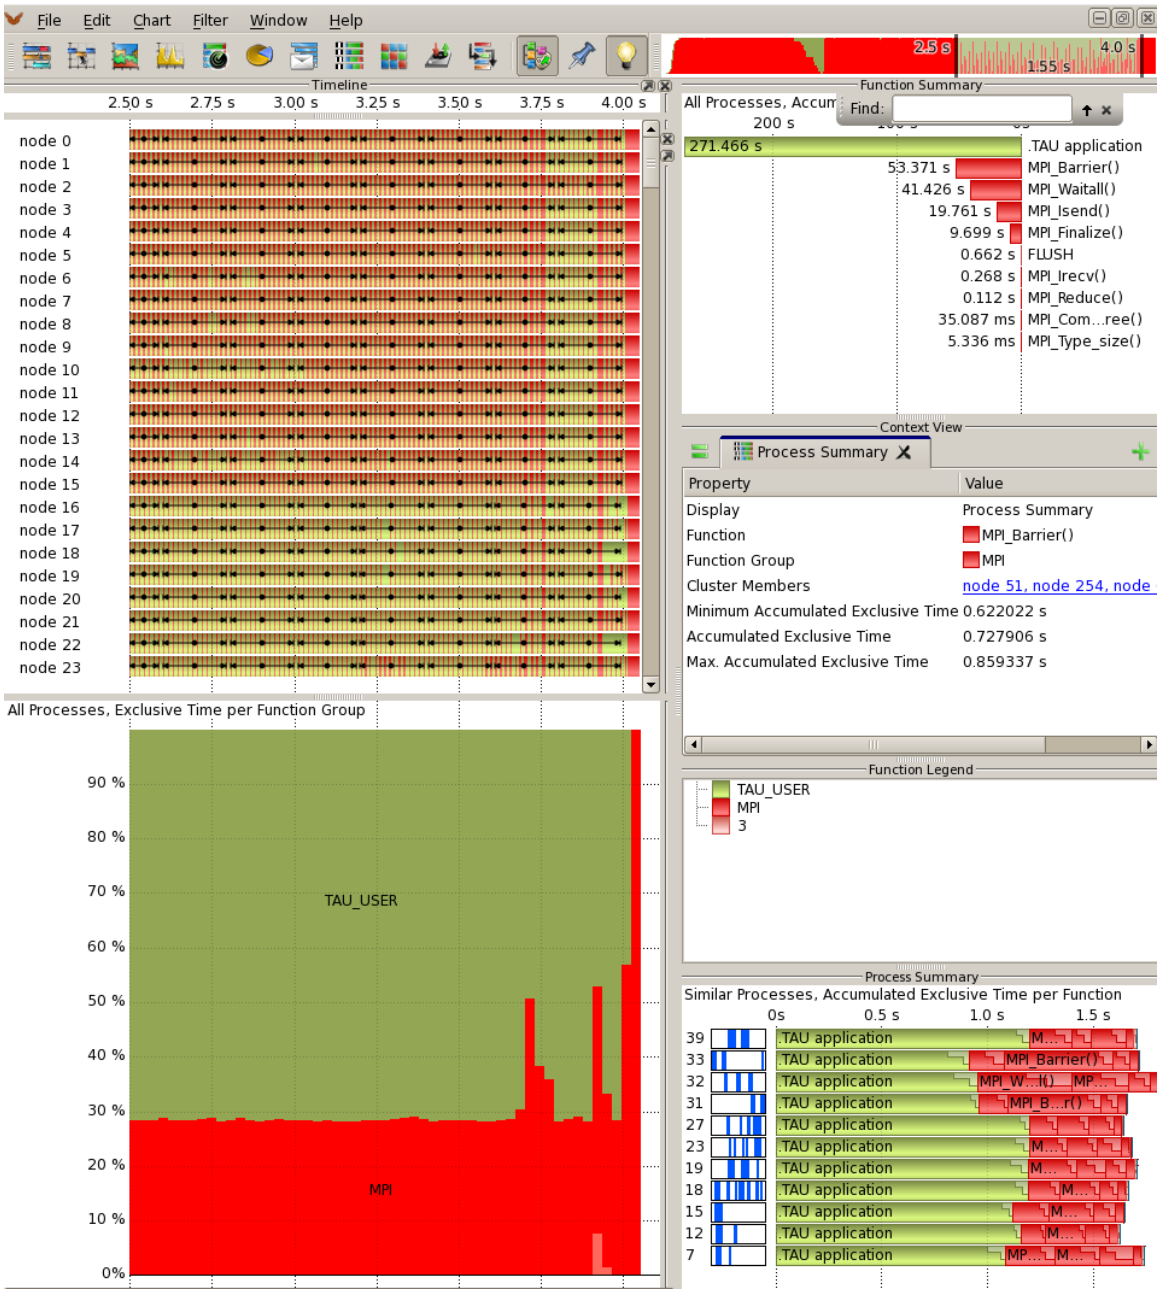 File Edit Chart Filter Window Help
2.5 s 4.0 s
1.55 s
Timeline
2.50 s 2.75 s 3.00 s 3.25 s 3.50 s 3.75 s 4.00 s
node 0
node 1
node 2
node 3
node 4
node 5
node 6
node 7
node 8
node 9
node 10
node 11
node 12
node 13
node 14
node 15
node 16
node 17
node 18
node 19
node 20
node 21
node 22
node 23
All Processes, Exclusive Time per Function Group
90 %
80 %
70 %
TAU_USER
60 %
50 %
40 %
30 %
20 %
MPI
10 %
0%
Function Summary
All Processes, Accum
Find:
200 s
271.466 s .TAU application
53.371 s MPI_Barrier()
41.426 s MPI_Waitall()
19.761 s MPI_Isend()
9.699 s MPI_Finalize()
0.662 s FLUSH
0.268 s MPI_Irecv()
0.112 s MPI_Reduce()
35.087 ms MPI_Com...ree()
5.336 ms MPI_Type_size()
Context View
Process Summary
Property Value
Display Process Summary
Function MPI_Barrier()
Function Group MPI
Cluster Members node 51, node 254, node
Minimum Accumulated Exclusive Time 0.622022 s
Accumulated Exclusive Time 0.727906 s
Max. Accumulated Exclusive Time 0.859337 s
Function Legend
TAU_USER
MPI
3
Process Summary
Similar Processes, Accumulated Exclusive Time per Function
0s 0.5 s 1.0 s 1.5 s
39 .TAU application M...
33 .TAU application MPI_Barrier()
32 .TAU application MPI_W...l() MP...
31 .TAU application MPI_B...r()
27 .TAU application
23 .TAU application M...
19 .TAU application M...
18 .TAU application M...
15 .TAU application M...
12 .TAU application M...
7 .TAU application MP... M...